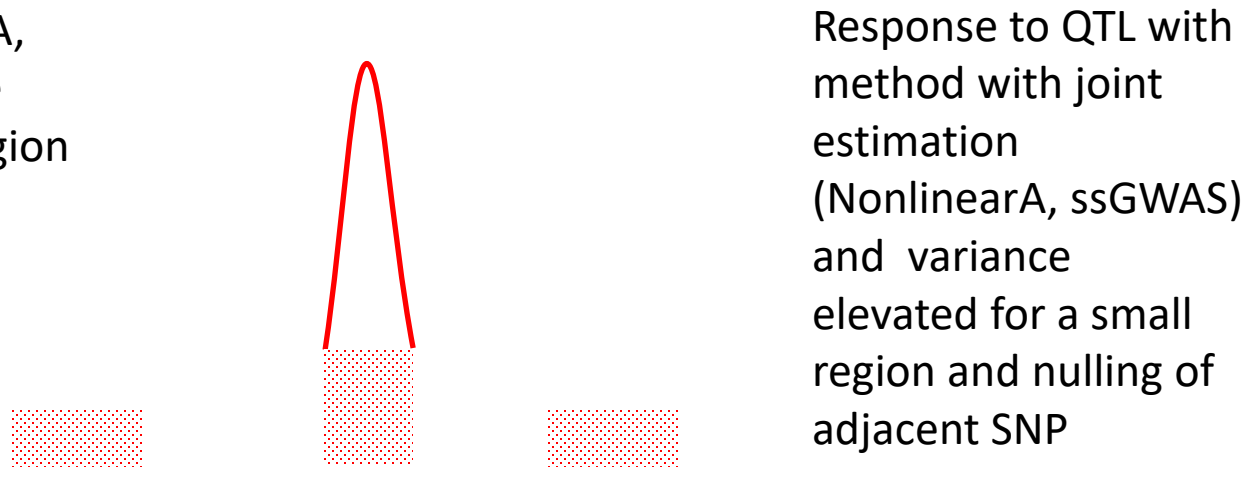 A,
gion
Response to QTL with
method with joint
estimation
(NonlinearA, ssGWAS)
and  variance
elevated for a small
region and nulling of
adjacent SNP